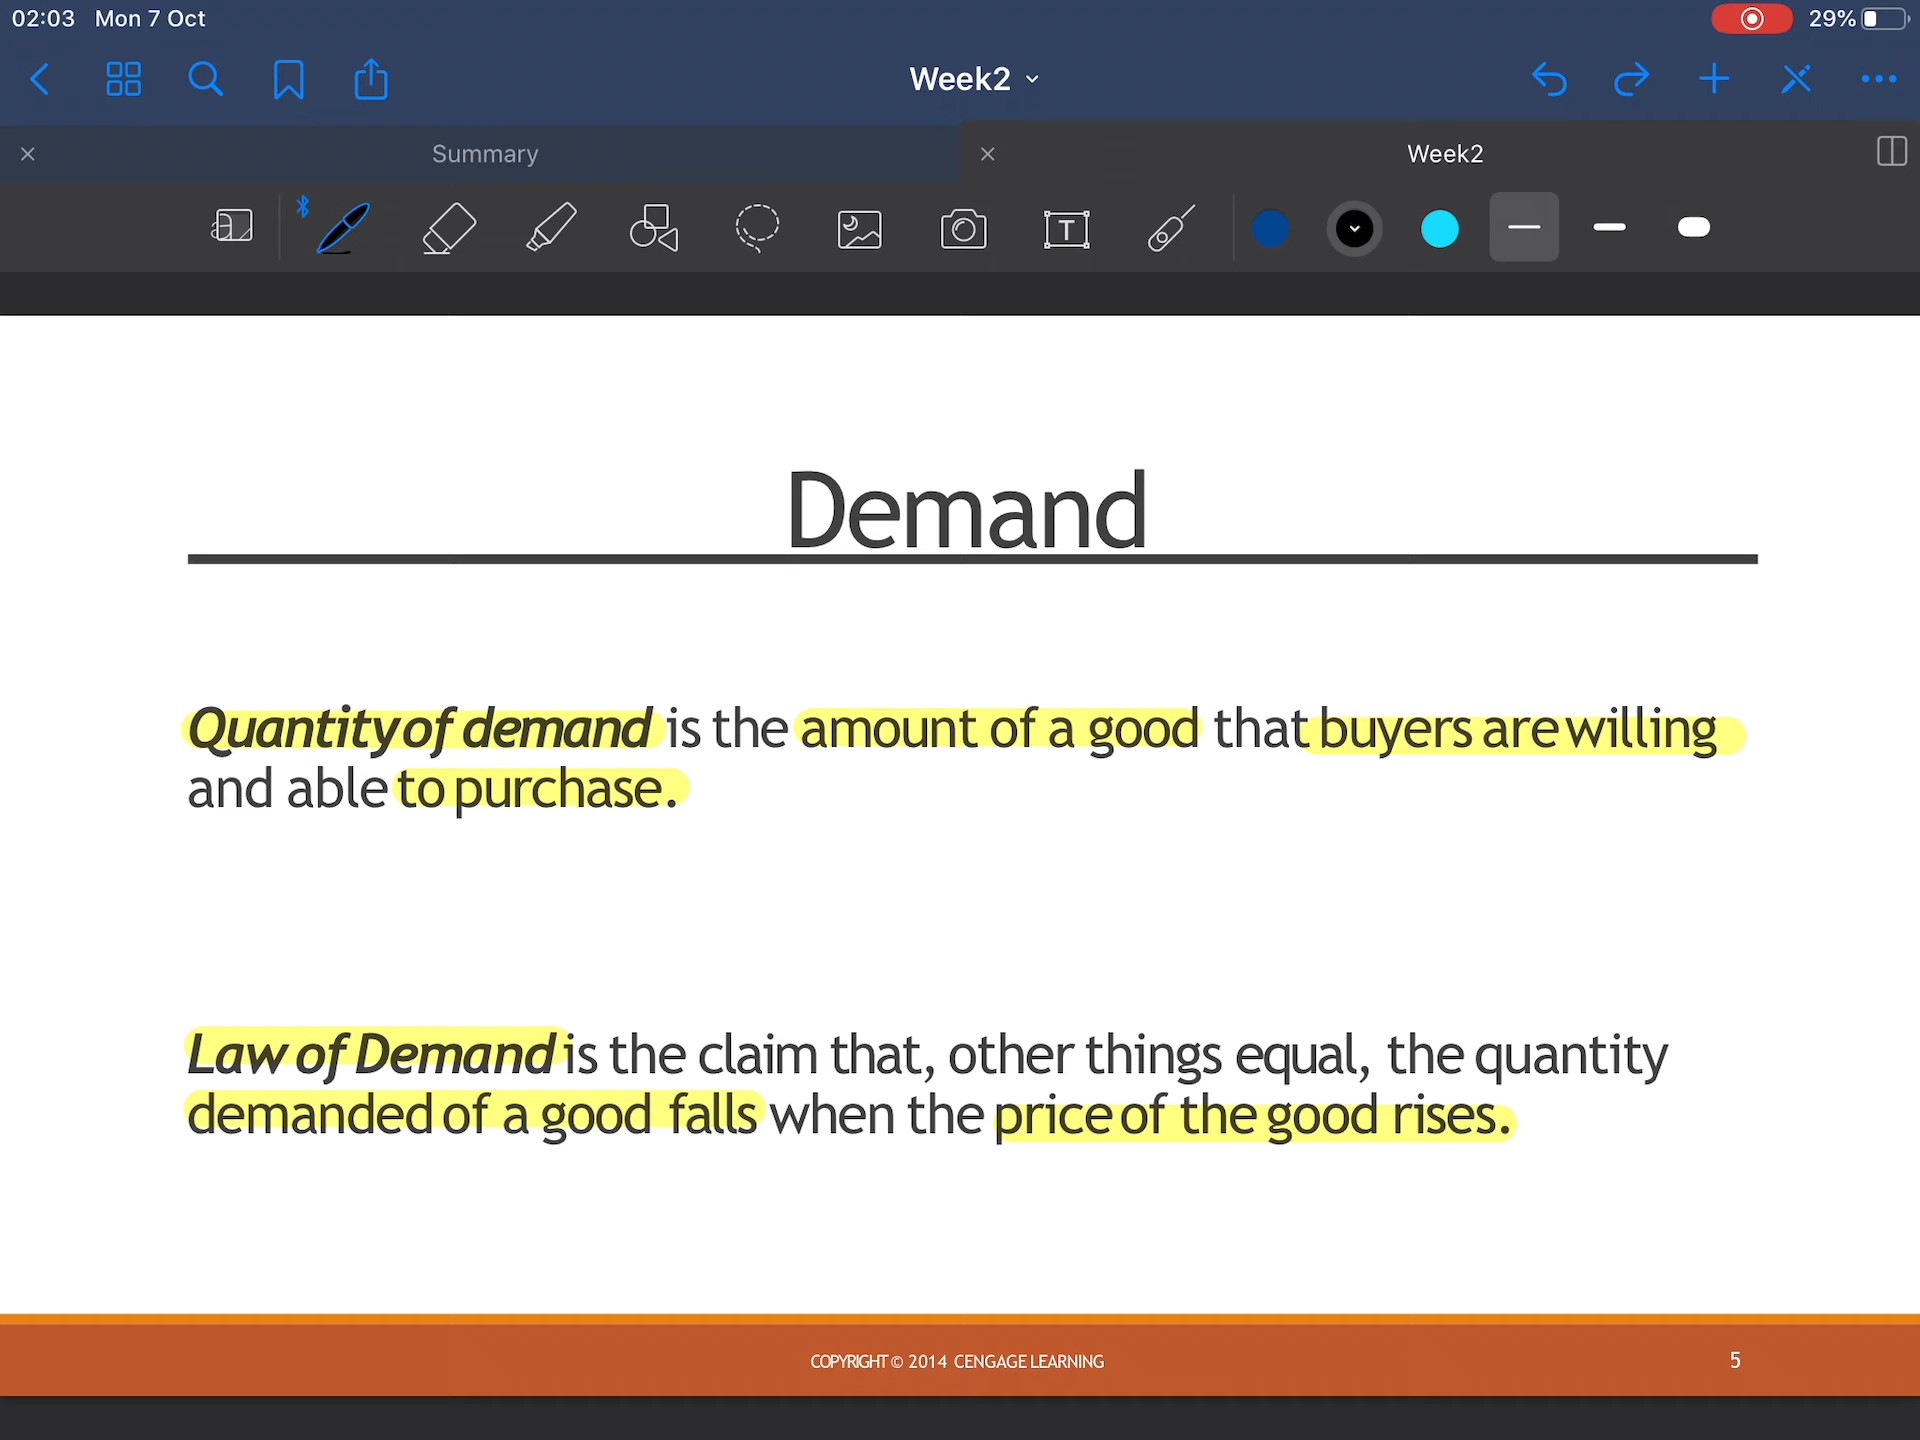 02:03 Mon 7 Oct
29%
Week2
Summary
Week2
T
Demand
Quantity of demand is the amount of a good that buyers are willing
and able to purchase.
Law of Demand is the claim that, other things equal, the quantity
demanded of a good falls when the price of the good rises.
COPYRIGHT © 2014 CENGAGE LEARNING
5